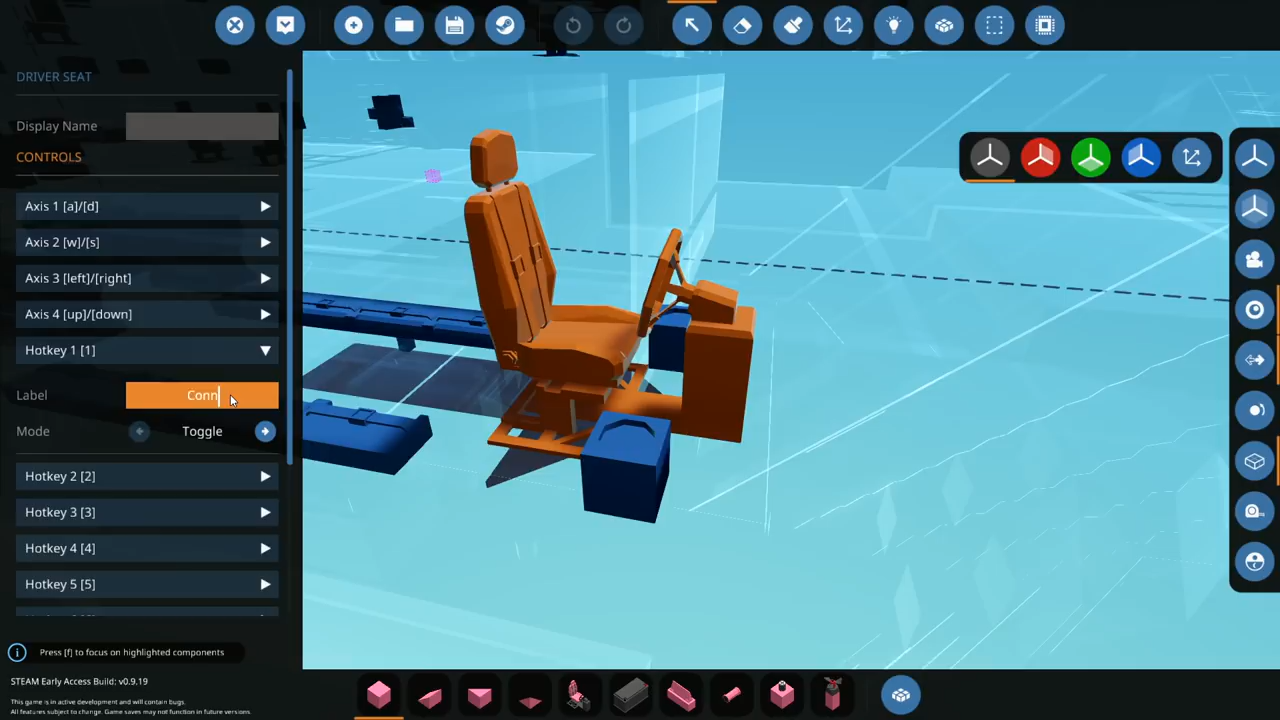 DRIVER SEAT
Display Name
CONTROLS
Axis 1 [a]/[d]
Axis 2 [w]/[s]
Axis 3 [left]/[right]
Axis 4 [up]/[down]
Hotkey 1 [1]
Label Conn
Mode Toggle
Hotkey 2 [2]
Hotkey 3 [3]
Hotkey 4 [4]
Hotkey 5 [5]
Press [f] to focus on highlighted components
STEAM Early Access Build: v0.9.19
This game is in active development and will contain bugs.
All features subject to change. Game saves may not function in future versions.